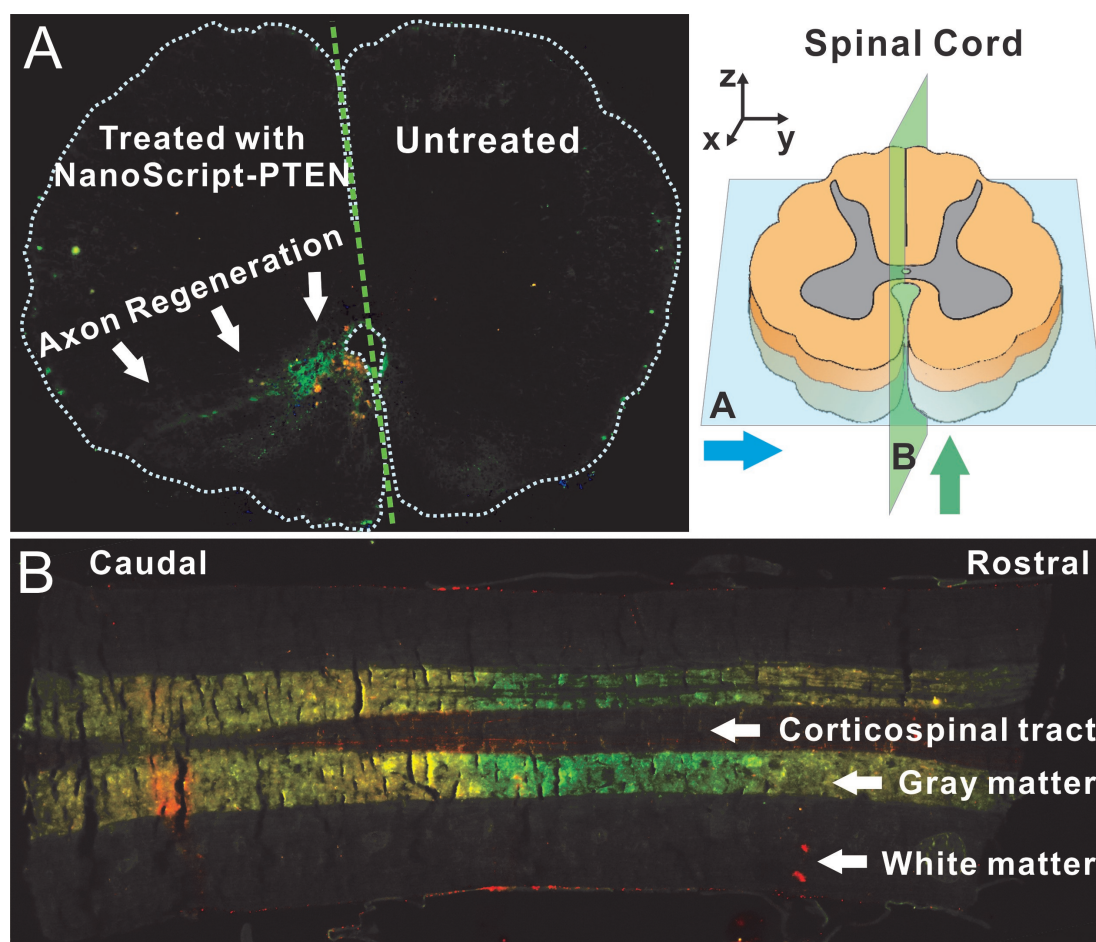 A
Treated with
NanoScript-PTEN
Untreated
Axon Regeneration
Spinal Cord
z
x
y
A
B
B
Caudal
Rostral
Corticospinal tract
Gray matter
White matter